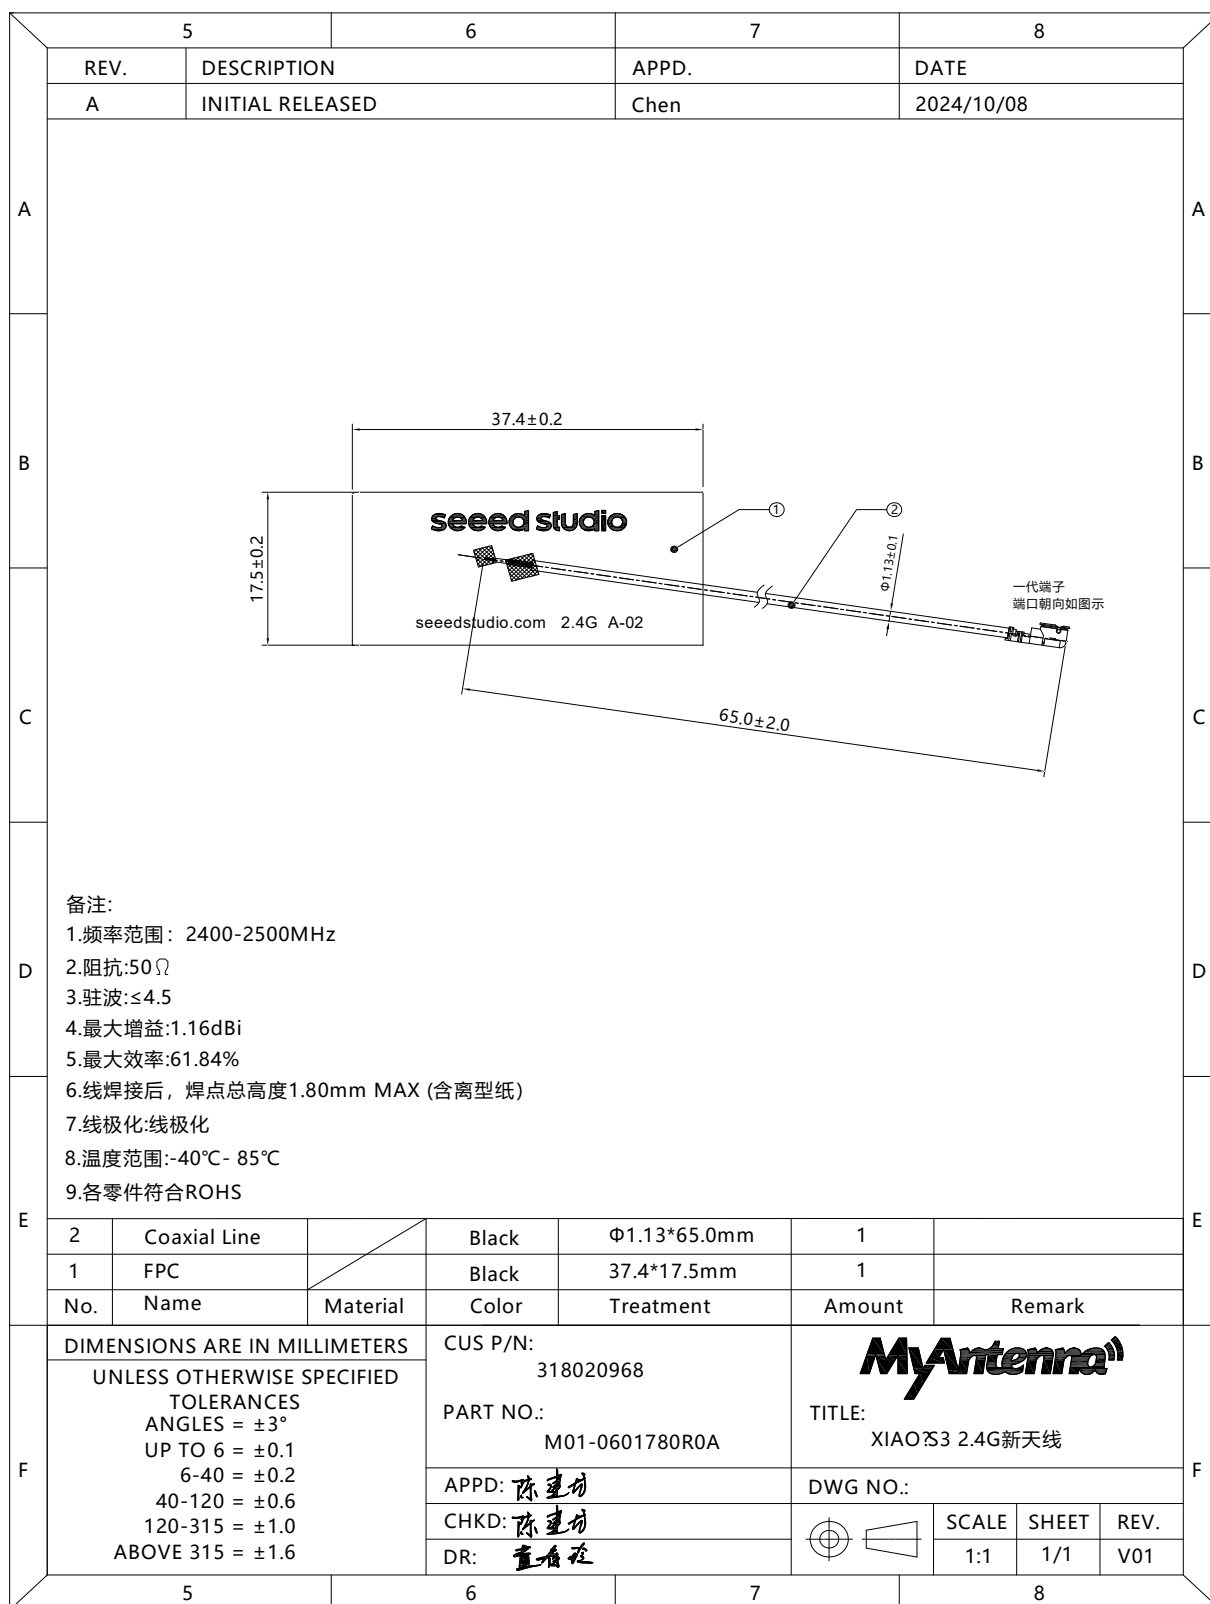 5 6 7 8
REV. DESCRIPTION APPD. DATE
A INITIAL RELEASED Chen 2024/10/08
A A
B B
C C
D D
E E
F F
37.4±0.2
17.5±0.2
seeed studio
seeedstudio.com 2.4G A-02
①
②
Φ1.13±0.1
一代端子
端口朝向如图示
65.0±2.0
备注:
1.频率范围：2400-2500MHz
2.阻抗:50Ω
3.驻波:≤4.5
4.最大增益:1.16dBi
5.最大效率:61.84%
6.线焊接后，焊点总高度1.80mm MAX (含离型纸)
7.线极化:线极化
8.温度范围:-40℃- 85℃
9.各零件符合ROHS
2 Coaxial Line Black Φ1.13*65.0mm 1
1 FPC Black 37.4*17.5mm 1
No. Name Material Color Treatment Amount Remark
DIMENSIONS ARE IN MILLIMETERS
UNLESS OTHERWISE SPECIFIED
TOLERANCES
ANGLES = ±3°
UP TO 6 = ±0.1
6-40 = ±0.2
40-120 = ±0.6
120-315 = ±1.0
ABOVE 315 = ±1.6
CUS P/N:
318020968
PART NO.:
M01-0601780R0A
APPD:
CHKD:
DR:
MyAntenna
TITLE:
XIAO?S3 2.4G新天线
DWG NO.:
SCALE SHEET REV.
1:1 1/1 V01
5 6 7 8